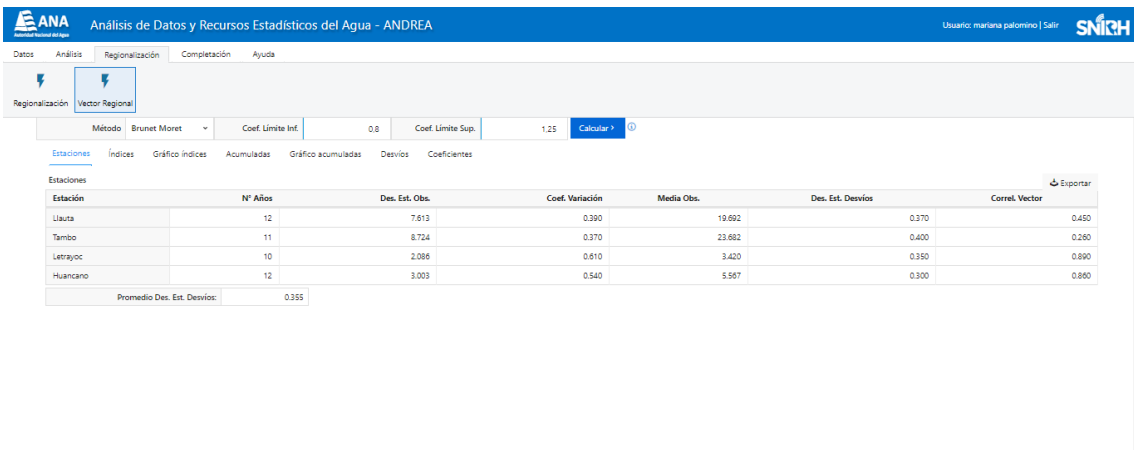 ANA
Autoridad Nacional del Agua
Análisis de Datos y Recursos Estadísticos del Agua - ANDREA
Usuario: mariana palomino | Salir
SNIRH
Datos Análisis Regionalización Completación Ayuda
Regionalización Vector Regional
Método Brunet Moret Coef. Límite Inf. 0,8 Coef. Límite Sup. 1,25 Calcular >
Estaciones Índices Gráfico índices Acumuladas Gráfico acumuladas Desvíos Coeficientes
Estaciones
Exportar
Estación N° Años Des. Est. Obs. Coef. Variación Media Obs. Des. Est. Desvíos Correl. Vector
Llauta 12 7.613 0.390 19.692 0.370 0.450
Tambo 11 8.724 0.370 23.682 0.400 0.260
Letrayoc 10 2.086 0.610 3.420 0.350 0.890
Huancano 12 3.003 0.540 5.567 0.300 0.860
Promedio Des. Est. Desvíos: 0.355